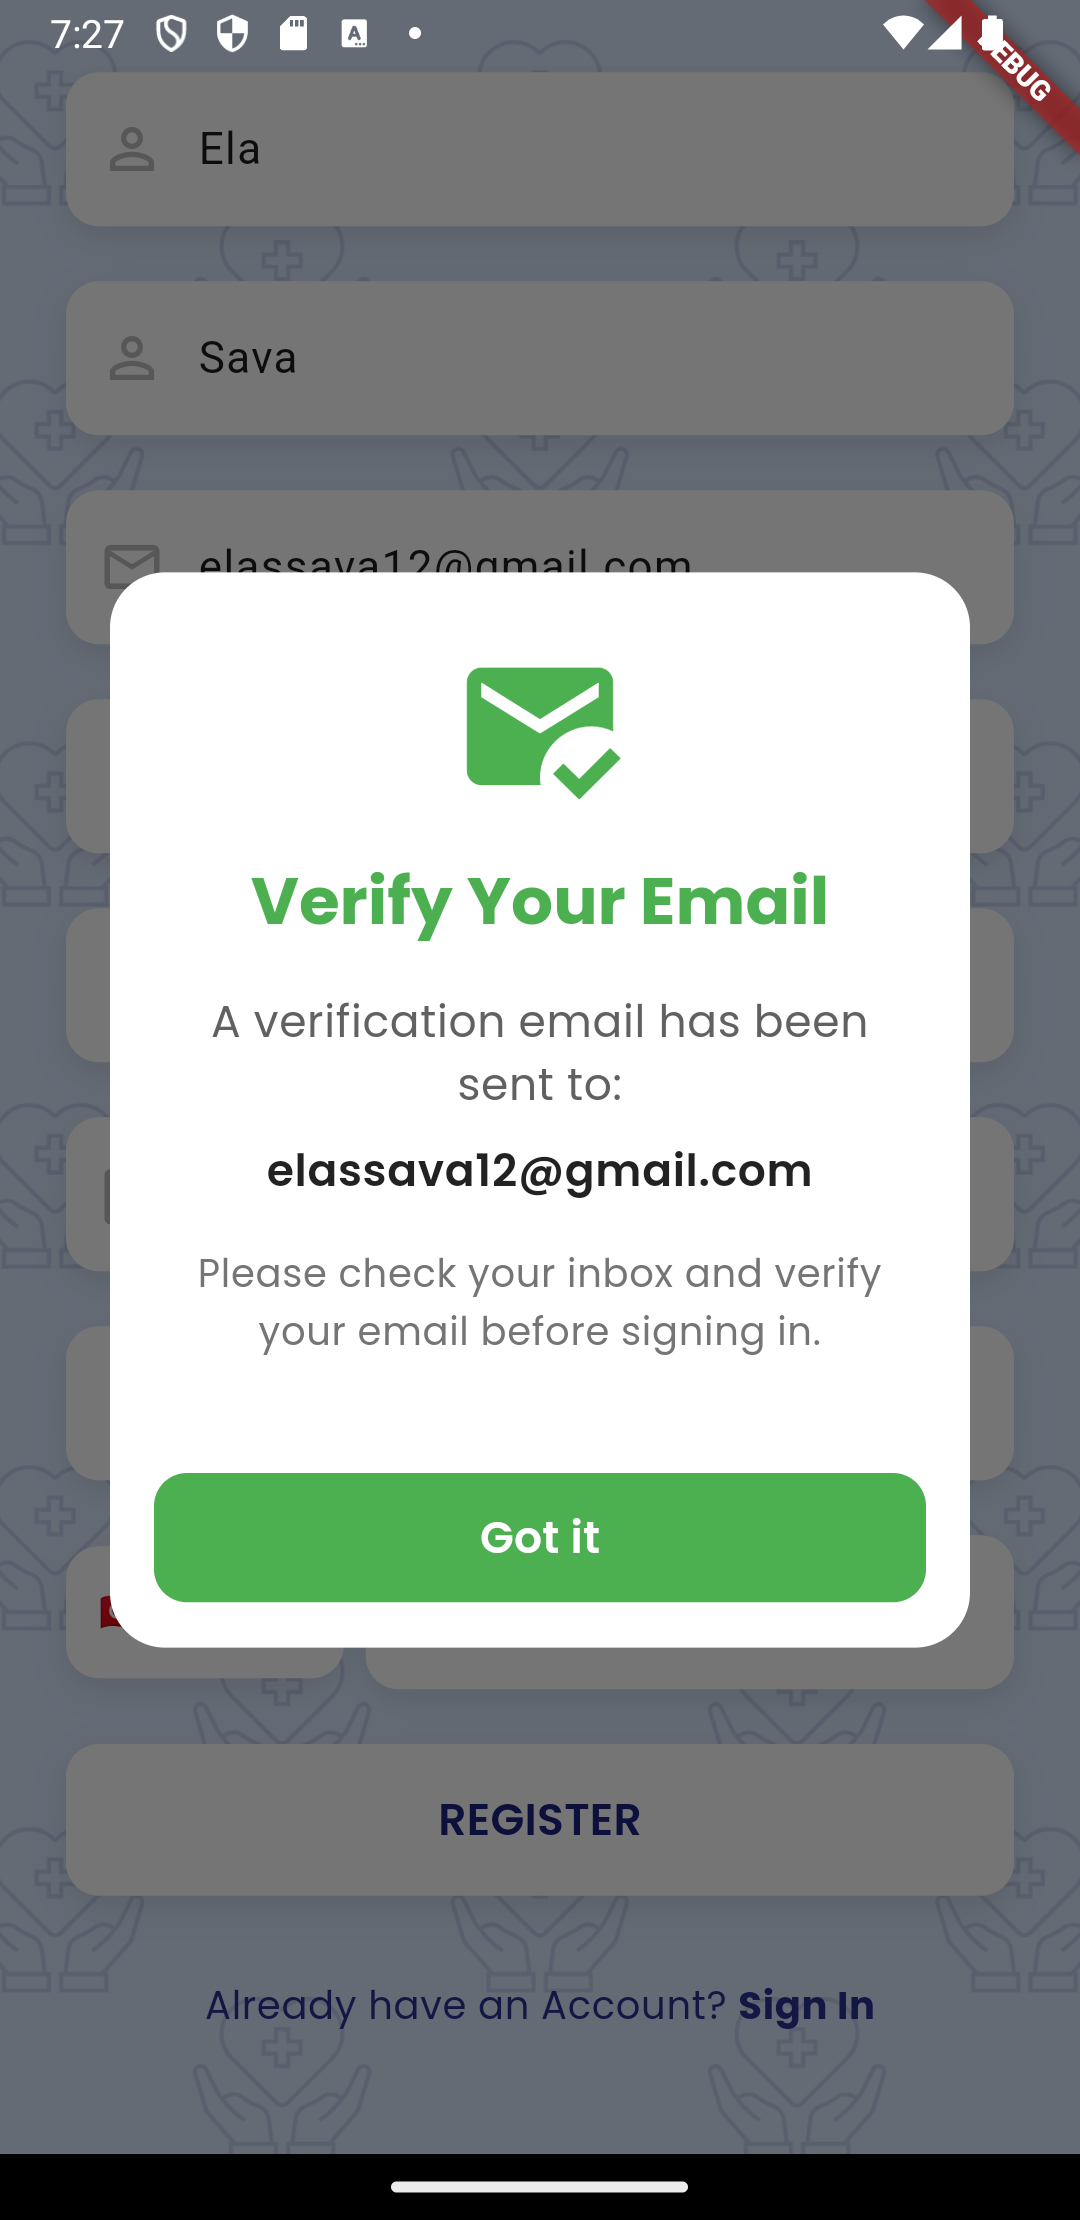 7:27
EBUG
Ela
Sava
elassava12@gmail.com
Verify Your Email
A verification email has been
sent to:
elassava12@gmail.com
Please check your inbox and verify
your email before signing in.
Got it
REGISTER
Already have an Account? Sign In